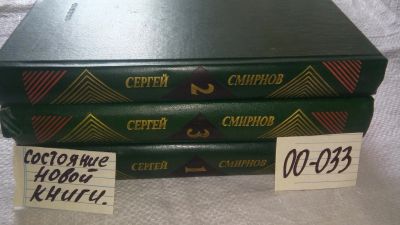 СЕРГЕЙ 2 СМИРНОВ
СЕРГЕЙ 3 СМИРНОВ
СЕРГЕЙ 1 СМИРНОВ
СОСТОЯНИЕ
НОВОЙ
КНИГИ.
00-033